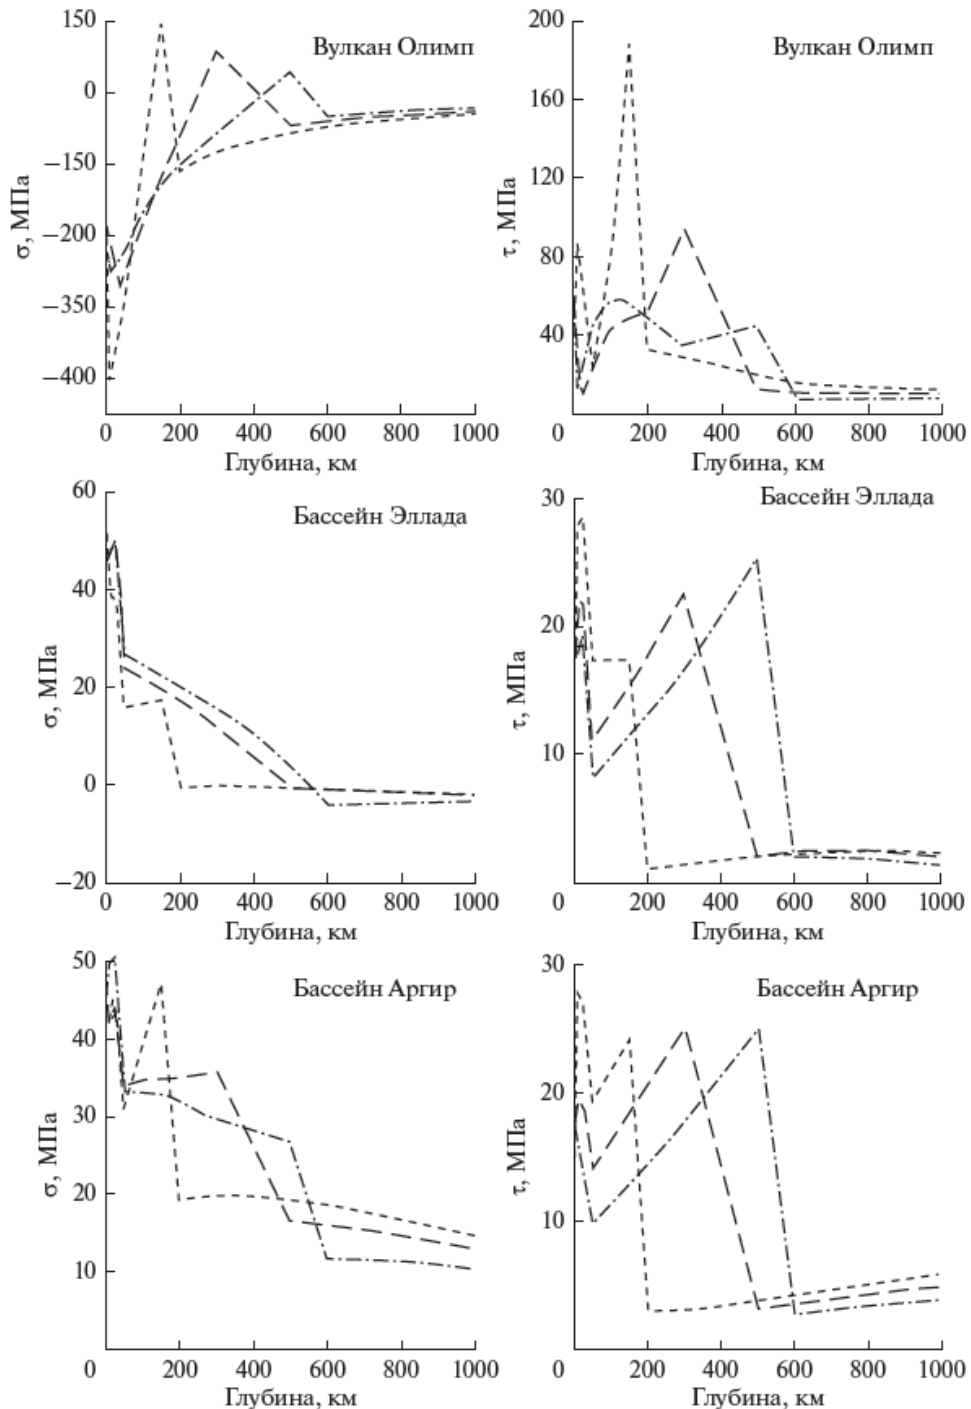 Вулкан Олимп
σ, МПа
150
0
–150
–200
–350
–400
0 200 400 600 800 1000
Глубина, км
Вулкан Олимп
τ, МПа
200
160
120
80
40
0 200 400 600 800 1000
Глубина, км
Бассейн Эллада
σ, МПа
60
40
20
0
–20
0 200 400 600 800 1000
Глубина, км
Бассейн Эллада
τ, МПа
30
20
10
0 200 400 600 800 1000
Глубина, км
Бассейн Аргир
σ, МПа
50
40
30
20
10
0 200 400 600 800 1000
Глубина, км
Бассейн Аргир
τ, МПа
30
20
10
0 200 400 600 800 1000
Глубина, км